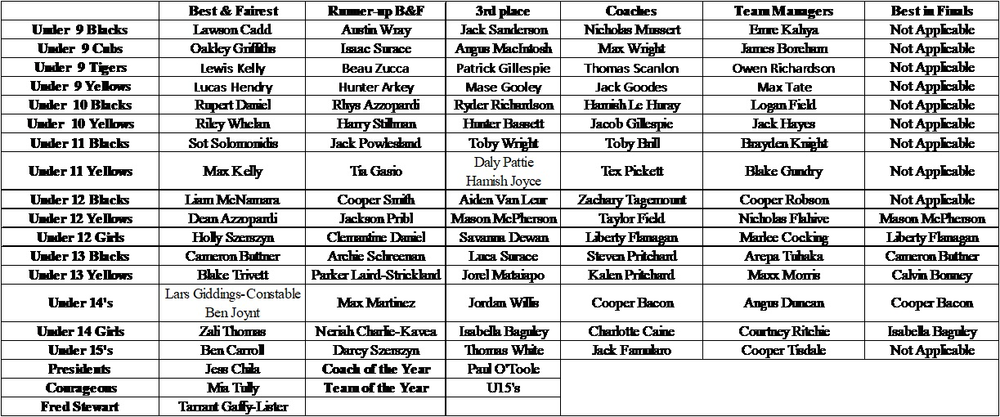 Best & Fairest Runner-up B&F 3rd place Coaches Team Managers Best in Finals
Under 9 Blacks Lawson Cadd Austin Wray Jack Sanderson Nicholas Mussert Emre Kahya Not Applicable
Under 9 Cubs Oakley Griffiths Isaac Surace Angus MacIntosh Max Wright James Boreham Not Applicable
Under 9 Tigers Lewis Kelly Beau Zucca Patrick Gillespie Thomas Scanlon Owen Richardson Not Applicable
Under 9 Yellows Lucas Hendry Hunter Arkey Mase Gooley Jack Goodes Max Tate Not Applicable
Under 10 Blacks Rupert Daniel Rhys Azzopardi Ryder Richardson Hamish Le Huray Logan Field Not Applicable
Under 10 Yellows Riley Whelan Harry Stillman Hunter Bassett Jacob Gillespie Jack Hayes Not Applicable
Under 11 Blacks Sot Solomonidis Jack Powlesland Toby Wright Toby Brill Brayden Knight Not Applicable
Under 11 Yellows Max Kelly Tia Gasio Daly Pattie Tex Pickett Blake Gundry Not Applicable
Hamish Joyce
Under 12 Blacks Liam McNamara Cooper Smith Aiden Van Leur Zachary Tagemount Cooper Robson Not Applicable
Under 12 Yellows Dean Azzopardi Jackson Pribl Mason McPherson Taylor Field Nicholas Flahive Mason McPherson
Under 12 Girls Holly Szerszyn Clementine Daniel Savanna Dewan Liberty Flanagan Marlee Cocking Liberty Flanagan
Under 13 Blacks Cameron Buttner Archie Schreenan Luca Surace Steven Pritchard Arepa Tuhaka Cameron Buttner
Under 13 Yellows Blake Trivett Parker Laird-Strickland Jorel Mataiapo Kalen Pritchard Maxx Morris Calvin Bonney
Under 14's Lars Giddings-Constable Max Martinez Jordan Willis Cooper Bacon Angus Duncan Cooper Bacon
Ben Joynt
Under 14 Girls Zali Thomas Neriah Charlie-Kavea Isabella Baguley Charlotte Caine Courtney Ritchie Isabella Baguley
Under 15's Ben Carroll Darcy Szerszyn Thomas White Jack Famularo Cooper Tisdale Not Applicable
Presidents Jess Chila Coach of the Year Paul O'Toole
Courageous Mia Tully Team of the Year U15's
Fred Stewart Tarrant Gaffy-Lister